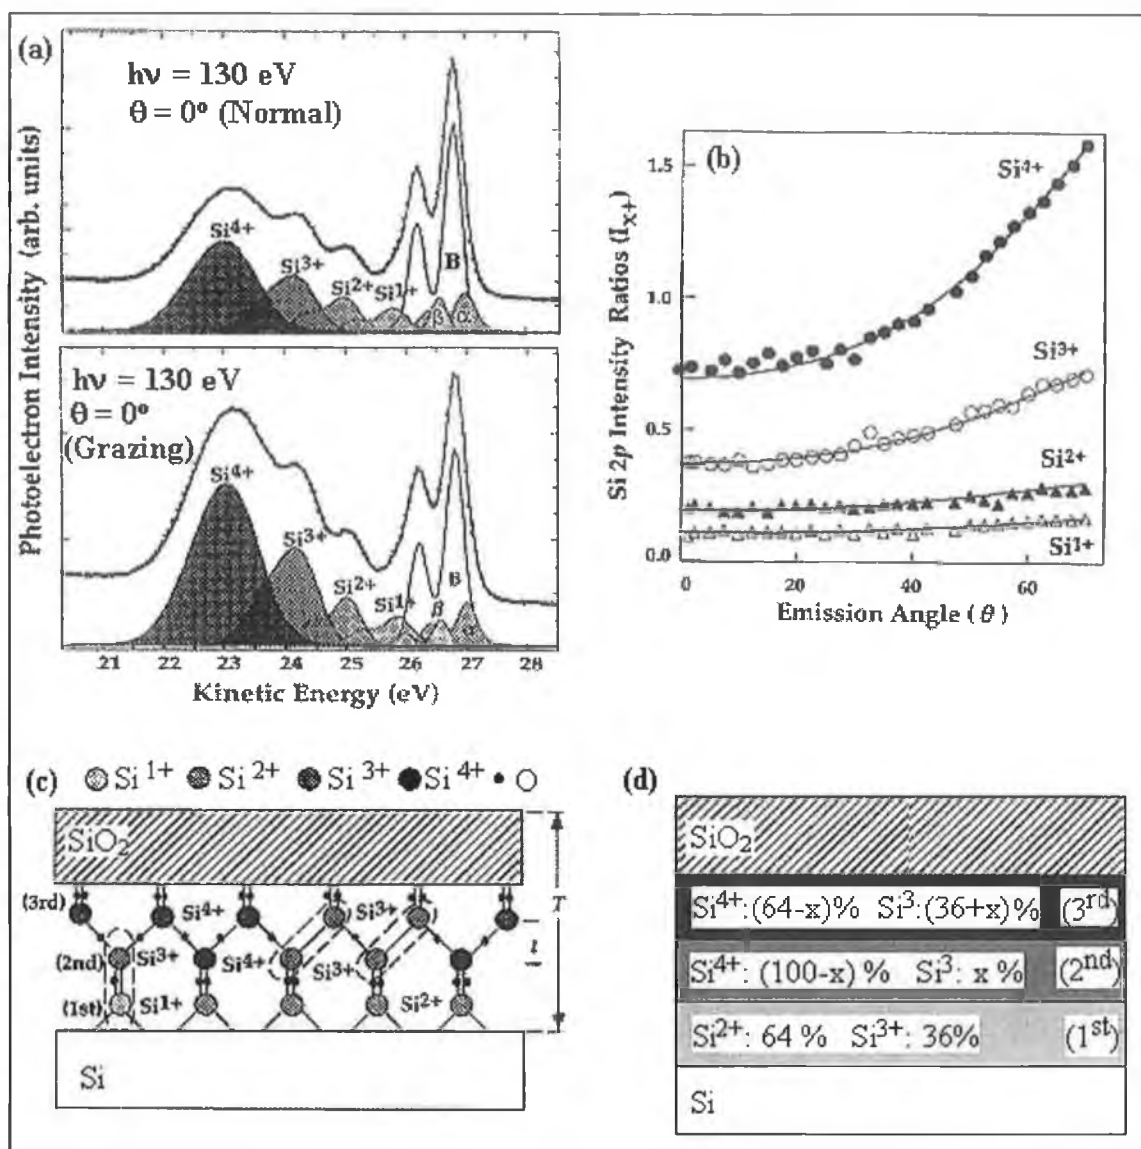 (a)
hν = 130 eV
θ = 0° (Normal)
Si4+
Si3+
Si2+
Si1+
B
β
α
hν = 130 eV
θ = 0°
(Grazing)
Si4+
Si3+
Si2+
Si1+
B
β
α
21 22 23 24 25 26 27 28
Kinetic Energy (eV)
Photoelectron Intensity (arb. units)
(b)
1.5
1.0
0.5
0.0
Si4+
Si3+
Si2+
Si1+
0 20 40 60
Emission Angle (θ)
Si 2p Intensity Ratios (Ix+)
(c) Si 1+ Si 2+ Si 3+ Si 4+
SiO2
(3rd) Si4+ Si3+ T
(2nd) Si3+ Si4+ Si3+ t
(1st) Si1+ Si2+
Si
(d)
SiO2
Si4+: (64-x)% Si3: (36+x)% (3rd)
Si4+: (100-x) % Si3: x % (2nd)
Si2+: 64 % Si3+: 36% (1st)
Si